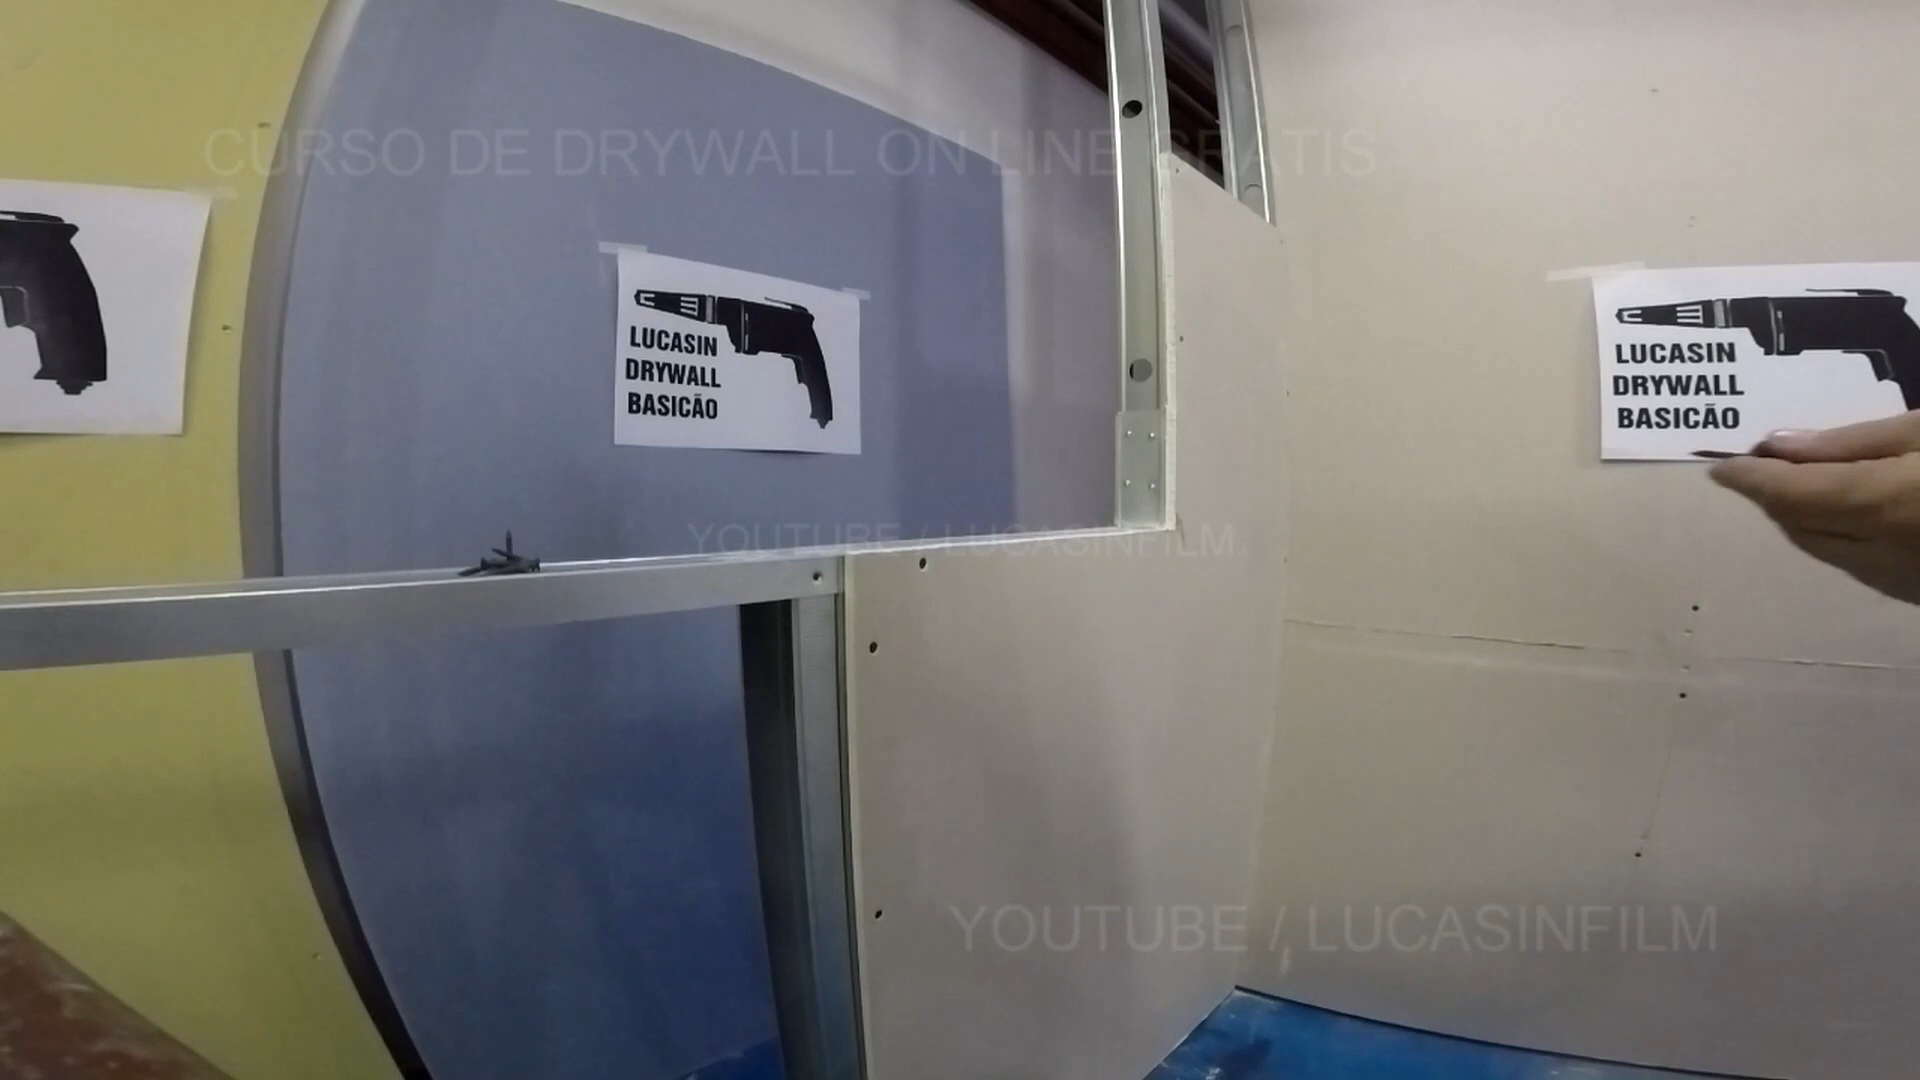 CURSO DE DRYWALL ON LINE GRATIS
LUCASIN
DRYWALL
BASICÃO
LUCASIN
DRYWALL
BASICÃO
YOUTUBE / LUCASINFILM.
YOUTUBE / LUCASINFILM